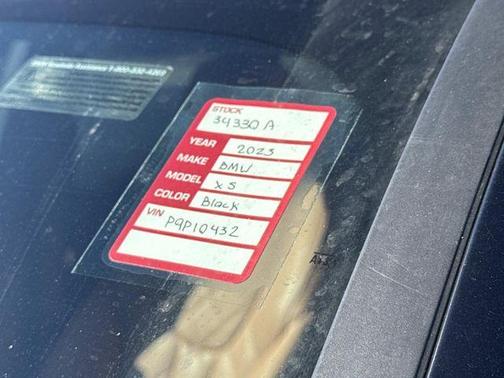 STOCK
34330 A
YEAR 2023
MAKE BMW
MODEL X5
COLOR Black
VIN
P9P10432